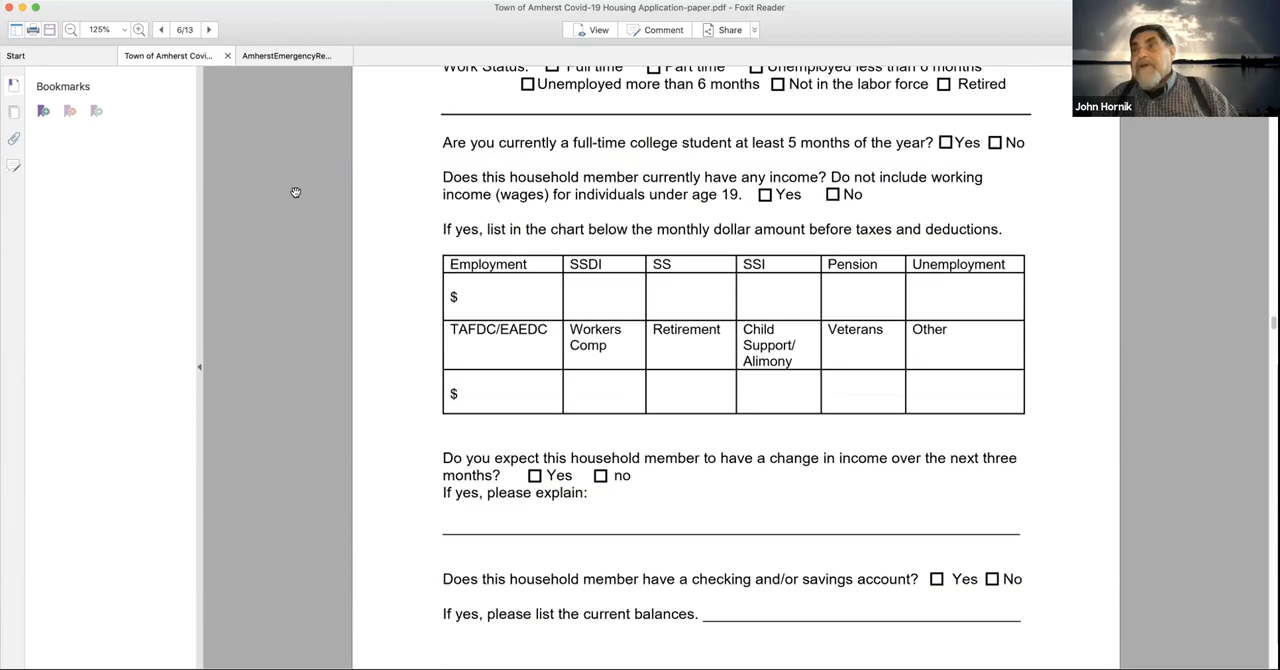 Town of Amherst Covid-19 Housing Application-paper.pdf - Foxit Reader
125%
6/13
View
Comment
Share
Start
Town of Amherst Covi...
AmherstEmergencyRe...
Bookmarks
John Hornik
Work Status: Full time Part time Unemployed less than 6 months
Unemployed more than 6 months Not in the labor force Retired
Are you currently a full-time college student at least 5 months of the year? Yes No
Does this household member currently have any income? Do not include working
income (wages) for individuals under age 19. Yes No
If yes, list in the chart below the monthly dollar amount before taxes and deductions.
Employment SSDI SS SSI Pension Unemployment
$
TAFDC/EAEDC Workers Retirement Child Veterans Other
Comp Support/
Alimony
$
Do you expect this household member to have a change in income over the next three
months? Yes no
If yes, please explain:
Does this household member have a checking and/or savings account? Yes No
If yes, please list the current balances.